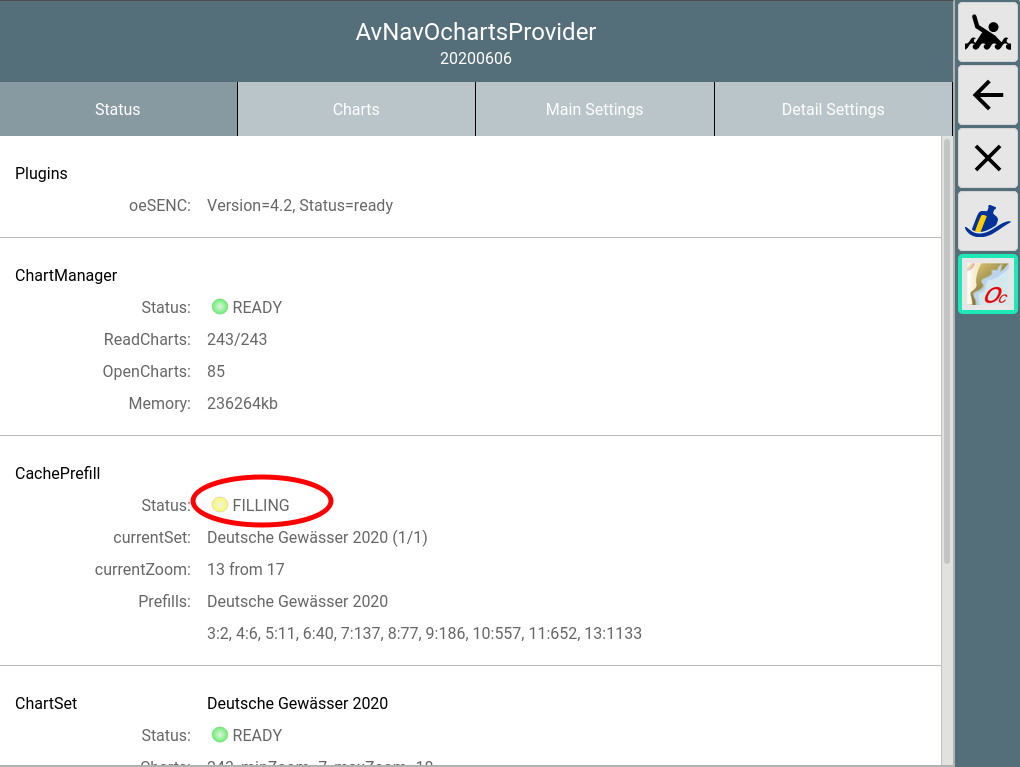 AvNavOchartsProvider
20200606
Status Charts Main Settings Detail Settings
Plugins
oeSENC: Version=4.2, Status=ready
ChartManager
Status: READY
ReadCharts: 243/243
OpenCharts: 85
Memory: 236264kb
CachePrefill
Status: FILLING
currentSet: Deutsche Gewässer 2020 (1/1)
currentZoom: 13 from 17
Prefills: Deutsche Gewässer 2020
3:2, 4:6, 5:11, 6:40, 7:137, 8:77, 9:186, 10:557, 11:652, 13:1133
ChartSet Deutsche Gewässer 2020
Status: READY
Oc